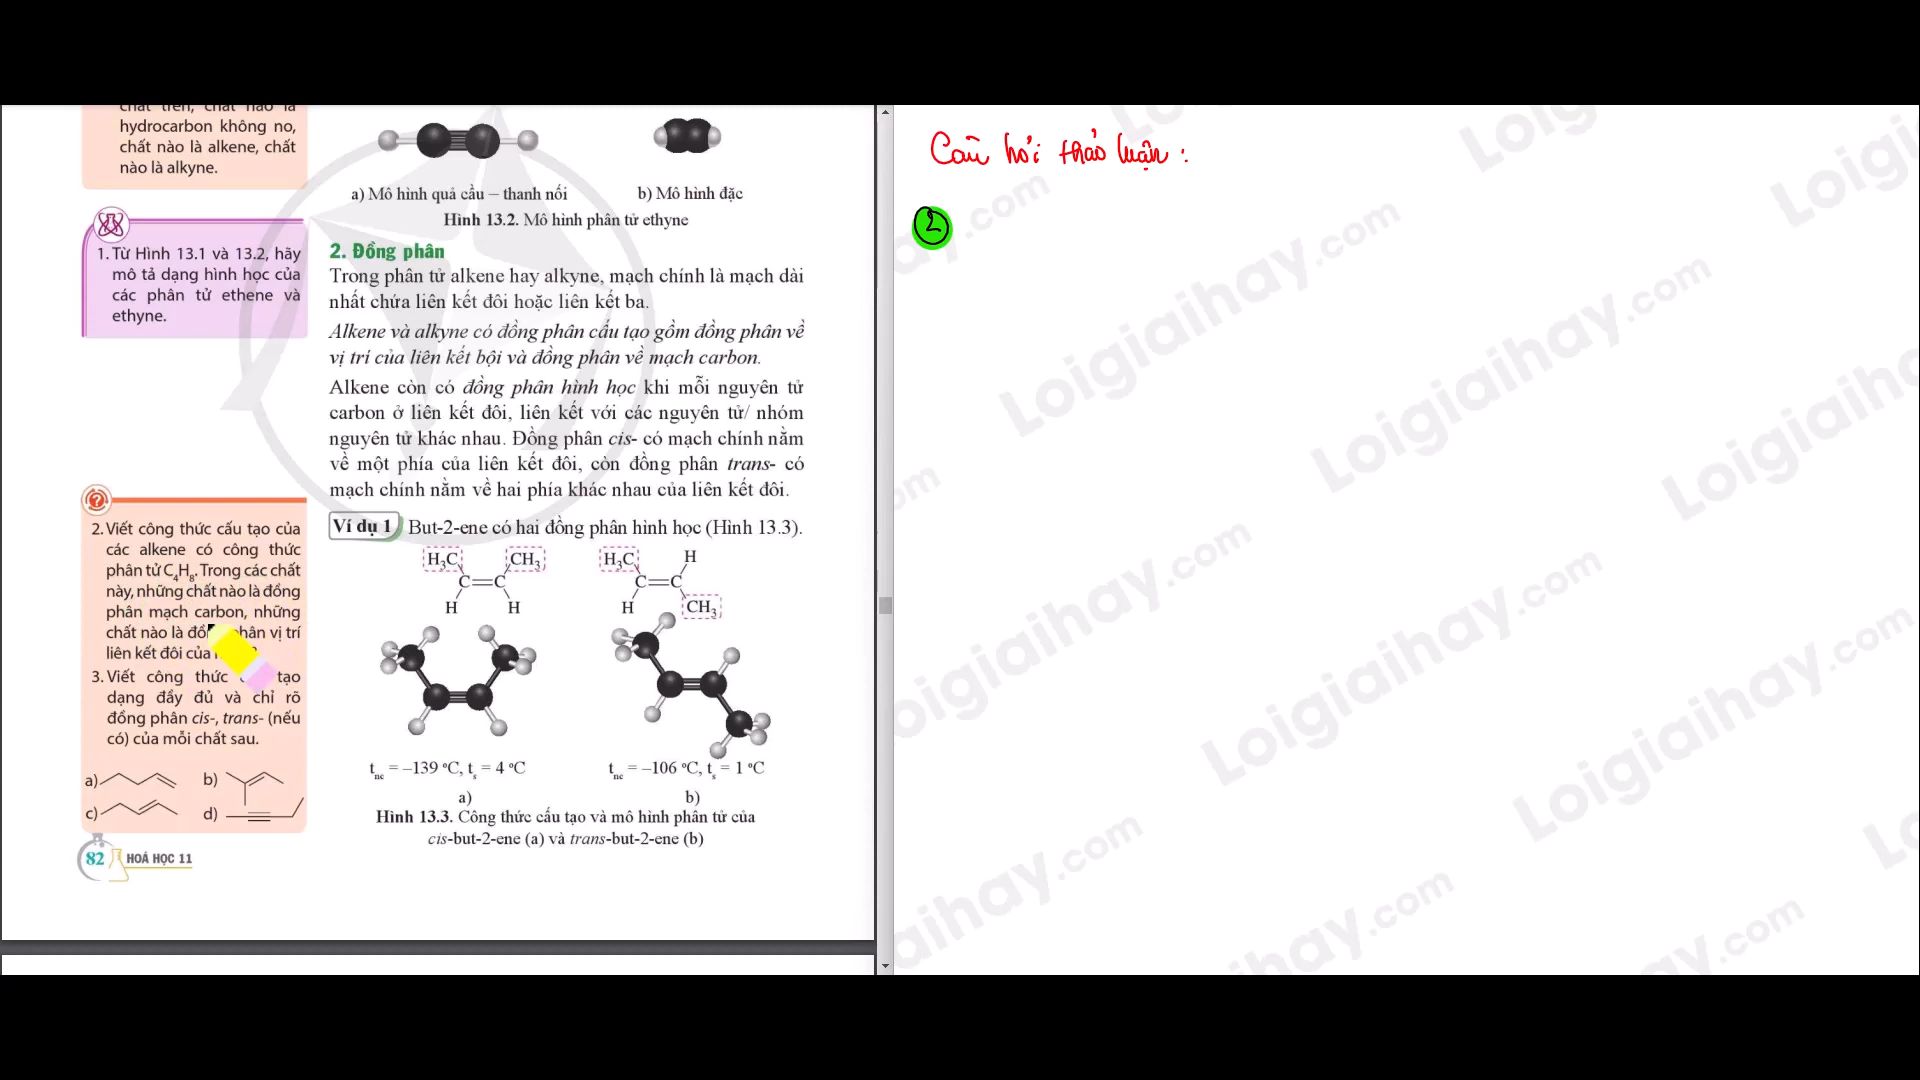 chất trên, chất nào là
hydrocarbon không no,
chất nào là alkene, chất
nào là alkyne.
1. Từ Hình 13.1 và 13.2, hãy
mô tả dạng hình học của
các phân tử ethene và
ethyne.
2. Viết công thức cấu tạo của
các alkene có công thức
phân tử C4H8. Trong các chất
này, những chất nào là đồng
phân mạch carbon, những
chất nào là phân vị trí
liên kết đôi của
3. Viết công thức tạo
dạng đầy đủ và chỉ rõ
đồng phân cis-, trans- (nếu
có) của mỗi chất sau.
a) b)
c) d)
82 HOÁ HỌC 11
a) Mô hình quả cầu – thanh nối b) Mô hình đặc
Hình 13.2. Mô hình phân tử ethyne
2. Đồng phân
Trong phân tử alkene hay alkyne, mạch chính là mạch dài
nhất chứa liên kết đôi hoặc liên kết ba.
Alkene và alkyne có đồng phân cấu tạo gồm đồng phân về
vị trí của liên kết bội và đồng phân về mạch carbon.
Alkene còn có đồng phân hình học khi mỗi nguyên tử
carbon ở liên kết đôi, liên kết với các nguyên tử/ nhóm
nguyên tử khác nhau. Đồng phân cis- có mạch chính nằm
về một phía của liên kết đôi, còn đồng phân trans- có
mạch chính nằm về hai phía khác nhau của liên kết đôi.
Ví dụ 1 But-2-ene có hai đồng phân hình học (Hình 13.3).
H3C CH3 H3C H
C=C C=C
H H H CH3
tnc = –139 °C, ts = 4 °C tnc = –106 °C, ts = 1 °C
a) b)
Hình 13.3. Công thức cấu tạo và mô hình phân tử của
cis-but-2-ene (a) và trans-but-2-ene (b)
Câu hỏi thảo luận :
2
Loigiaihay.com